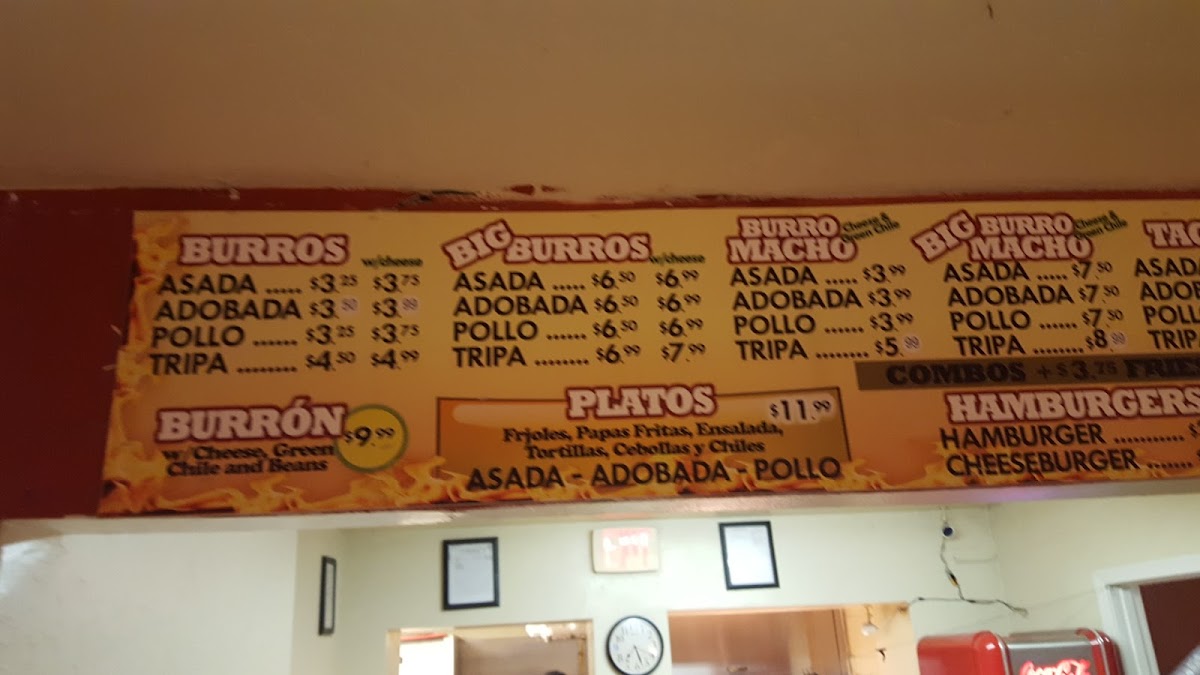 BURROS
w/cheese
ASADA ..... $3.25 $3.75
ADOBADA $3.50 $3.99
POLLO ...... $3.25 $3.75
TRIPA ........ $4.50 $4.99
BIG BURROS
w/cheese
ASADA ..... $6.50 $6.99
ADOBADA $6.50 $6.99
POLLO ...... $6.50 $6.99
TRIPA ........ $6.99 $7.99
BURRO
MACHO
Cheese &
Green Chile
ASADA ..... $3.99
ADOBADA $3.99
POLLO ...... $3.99
TRIPA ........ $5.99
BIG BURRO
MACHO
Cheese &
Green Chile
ASADA ..... $7.50
ADOBADA $7.50
POLLO ...... $7.50
TRIPA ........ $8.99
COMBOS + $3.75
BURRÓN
$9.99
w/Cheese, Green
Chile and Beans
PLATOS
$11.99
Frjoles, Papas Fritas, Ensalada,
Tortillas, Cebollas y Chiles
ASADA - ADOBADA - POLLO
HAMBURGERS
HAMBURGER ...........
CHEESEBURGER .......